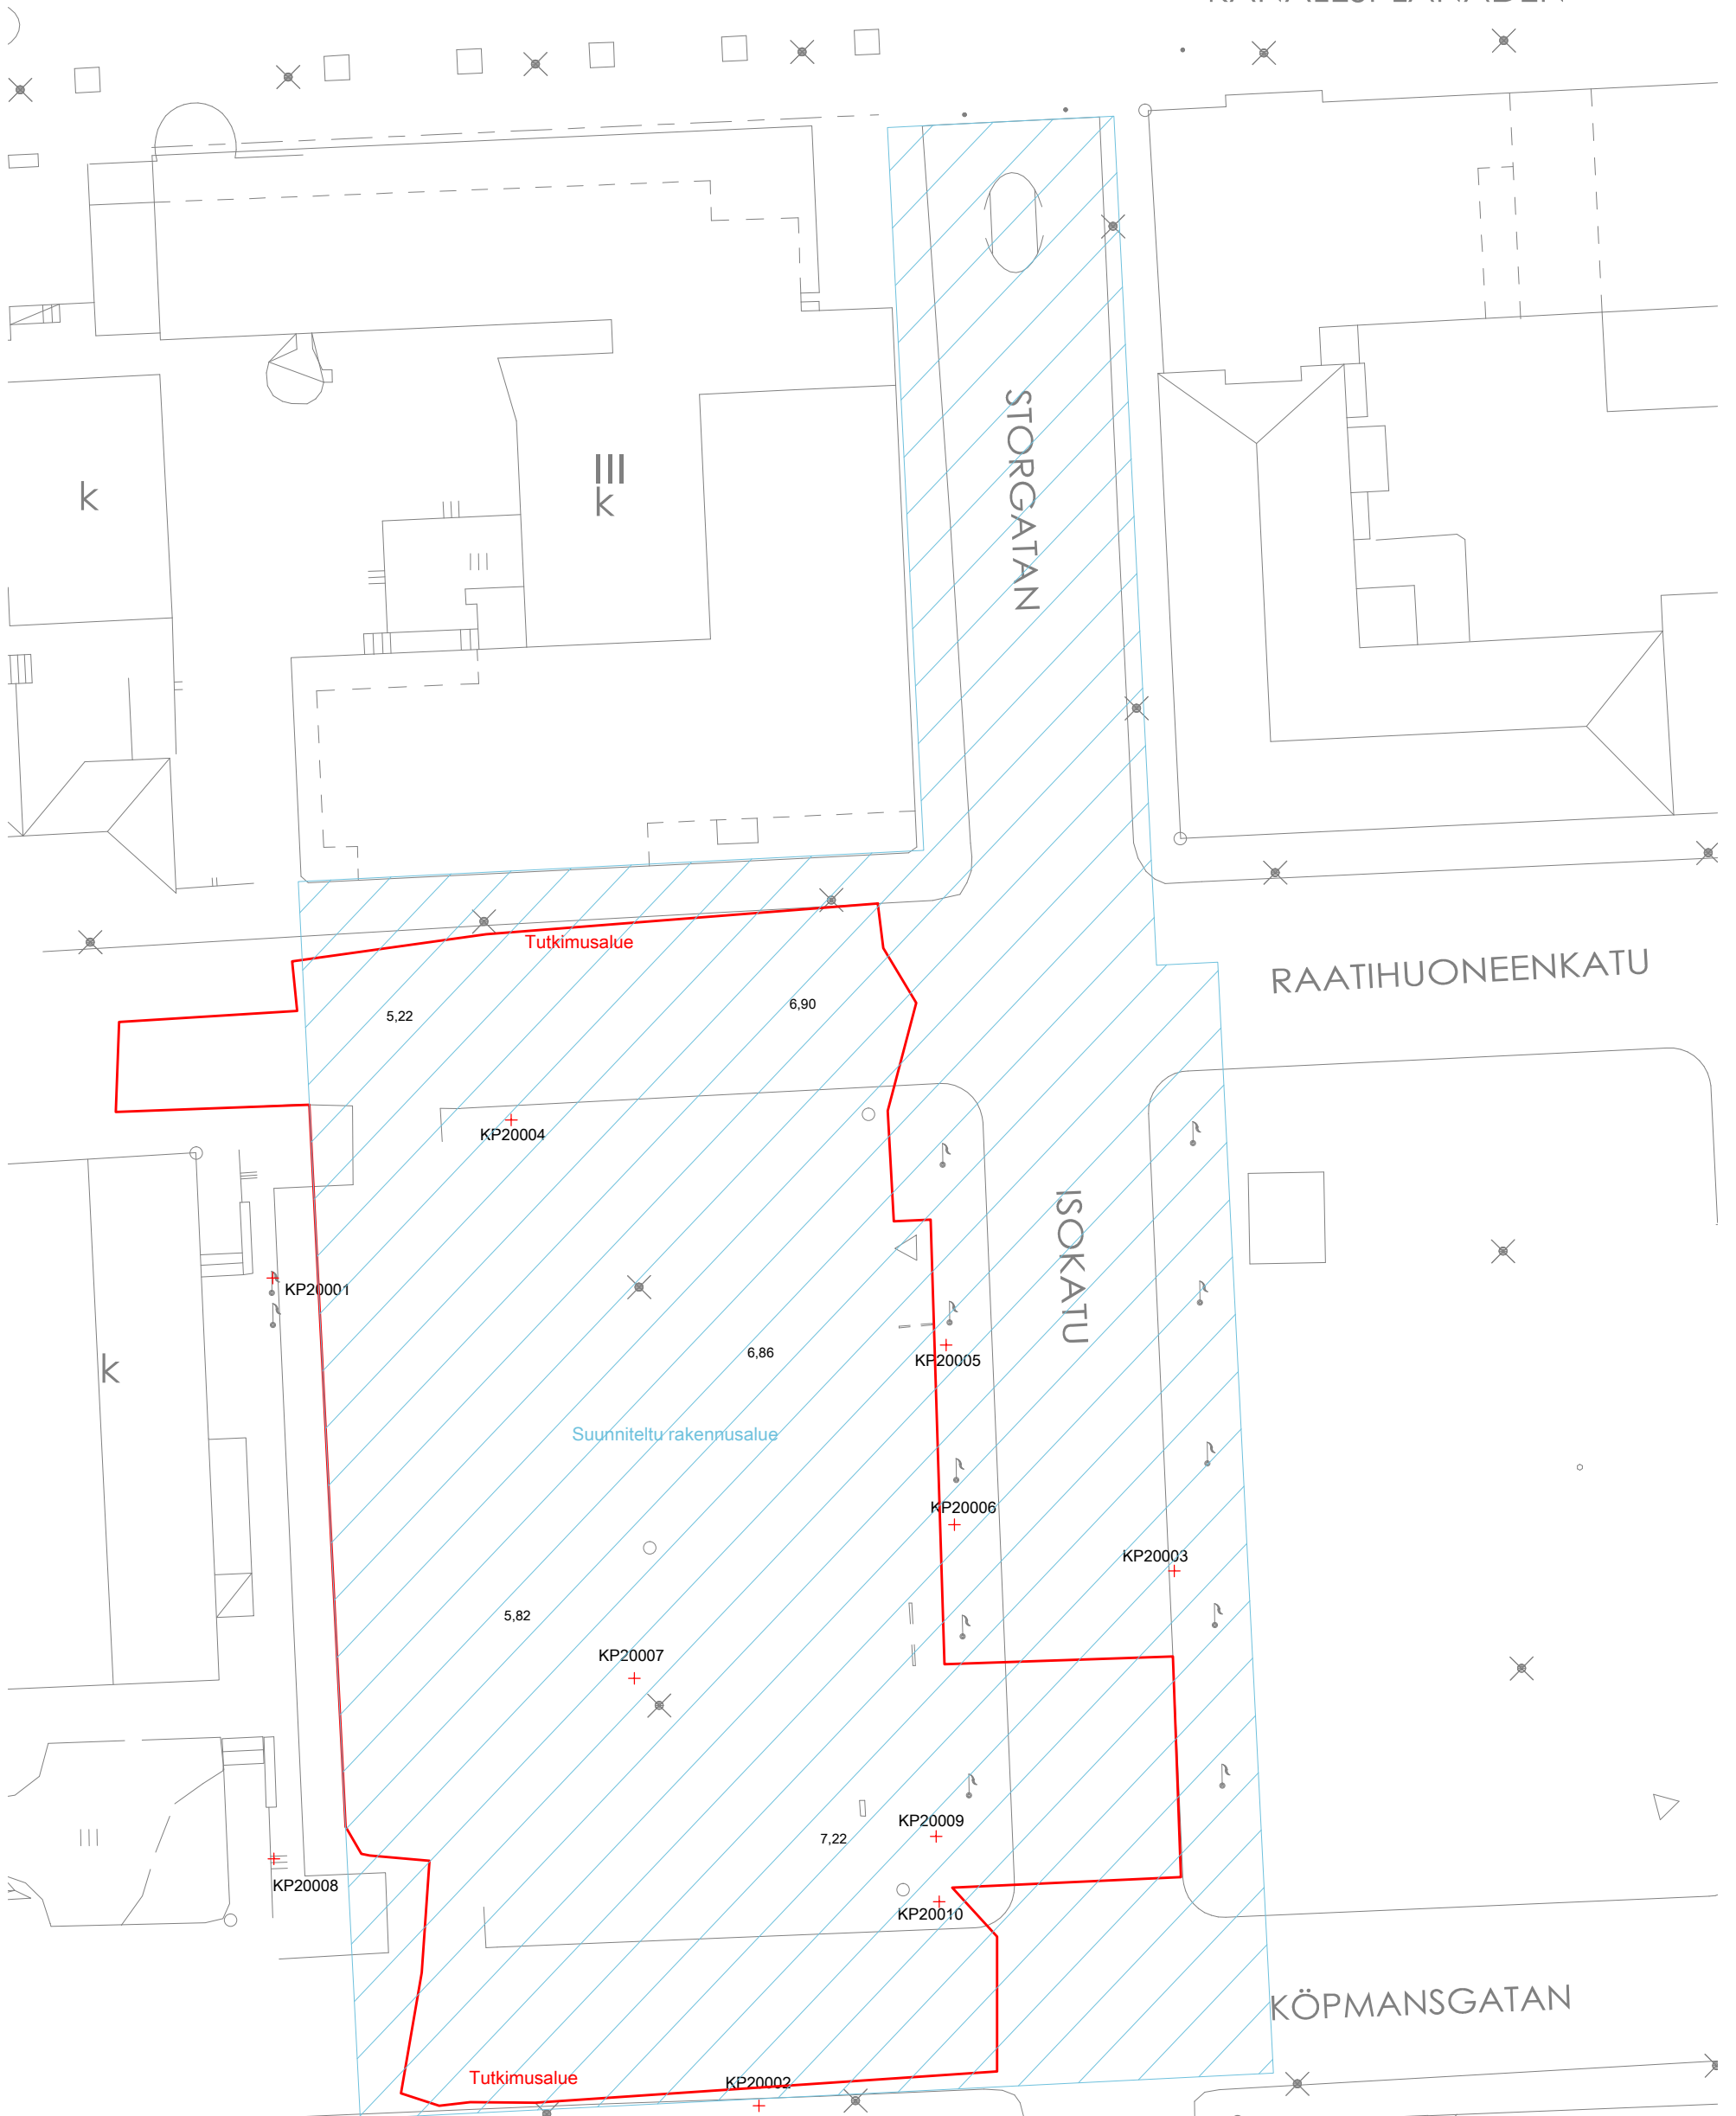 k
III
k
STORGATAN
Tutkimusalue
RAATIHUONEENKATU
5,22
6,90
KP20004
ISOKATU
KP20001
6,86
KP20005
k
Suunniteltu rakennusalue
KP20006
KP20003
5,82
KP20007
7,22
KP20009
KP20008
KP20010
KÖPMANSGATAN
Tutkimusalue
KP20002